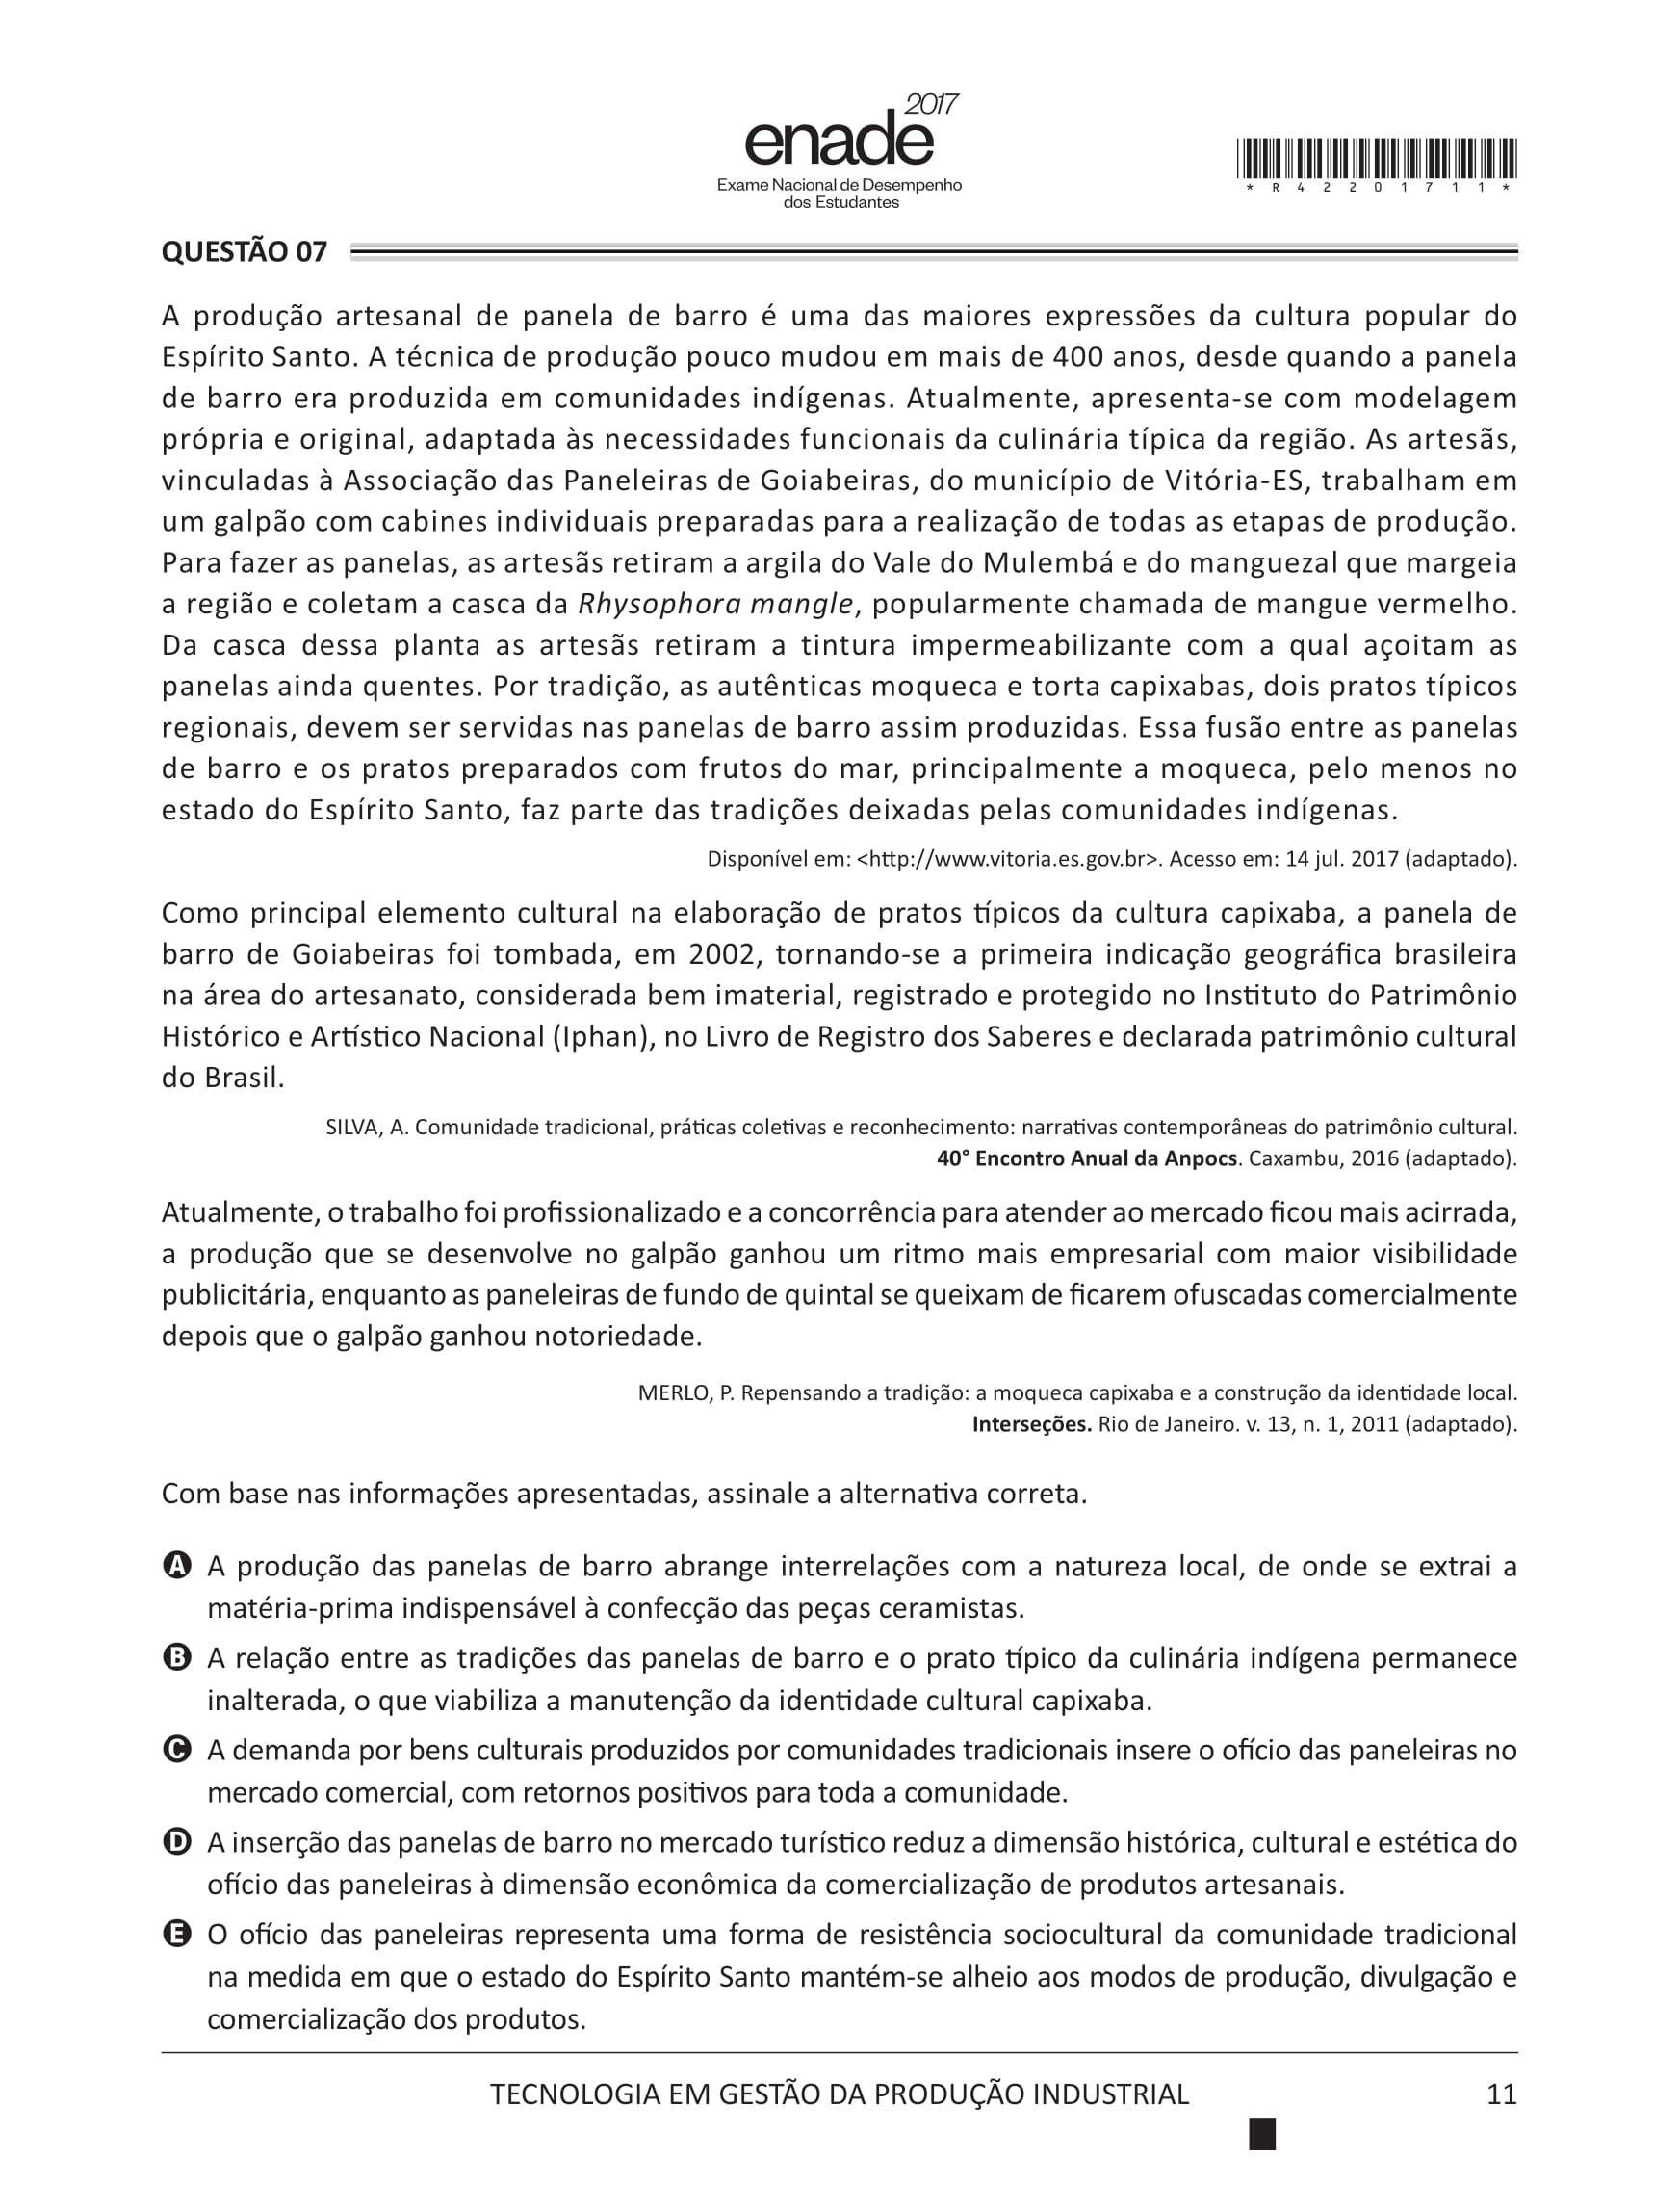 2017
enade
Exame Nacional de Desempenho
dos Estudantes
*R42201711*
QUESTÃO 07
A produção artesanal de panela de barro é uma das maiores expressões da cultura popular do
Espírito Santo. A técnica de produção pouco mudou em mais de 400 anos, desde quando a panela
de barro era produzida em comunidades indígenas. Atualmente, apresenta-se com modelagem
própria e original, adaptada às necessidades funcionais da culinária típica da região. As artesãs,
vinculadas à Associação das Paneleiras de Goiabeiras, do município de Vitória-ES, trabalham em
um galpão com cabines individuais preparadas para a realização de todas as etapas de produção.
Para fazer as panelas, as artesãs retiram a argila do Vale do Mulembá e do manguezal que margeia
a região e coletam a casca da Rhysophora mangle, popularmente chamada de mangue vermelho.
Da casca dessa planta as artesãs retiram a tintura impermeabilizante com a qual açoitam as
panelas ainda quentes. Por tradição, as autênticas moqueca e torta capixabas, dois pratos típicos
regionais, devem ser servidas nas panelas de barro assim produzidas. Essa fusão entre as panelas
de barro e os pratos preparados com frutos do mar, principalmente a moqueca, pelo menos no
estado do Espírito Santo, faz parte das tradições deixadas pelas comunidades indígenas.
Disponível em: <http://www.vitoria.es.gov.br>. Acesso em: 14 jul. 2017 (adaptado).
Como principal elemento cultural na elaboração de pratos típicos da cultura capixaba, a panela de
barro de Goiabeiras foi tombada, em 2002, tornando-se a primeira indicação geográfica brasileira
na área do artesanato, considerada bem imaterial, registrado e protegido no Instituto do Patrimônio
Histórico e Artístico Nacional (Iphan), no Livro de Registro dos Saberes e declarada patrimônio cultural
do Brasil.
SILVA, A. Comunidade tradicional, práticas coletivas e reconhecimento: narrativas contemporâneas do patrimônio cultural.
40° Encontro Anual da Anpocs. Caxambu, 2016 (adaptado).
Atualmente, o trabalho foi profissionalizado e a concorrência para atender ao mercado ficou mais acirrada,
a produção que se desenvolve no galpão ganhou um ritmo mais empresarial com maior visibilidade
publicitária, enquanto as paneleiras de fundo de quintal se queixam de ficarem ofuscadas comercialmente
depois que o galpão ganhou notoriedade.
MERLO, P. Repensando a tradição: a moqueca capixaba e a construção da identidade local.
Interseções. Rio de Janeiro. v. 13, n. 1, 2011 (adaptado).
Com base nas informações apresentadas, assinale a alternativa correta.
A A produção das panelas de barro abrange interrelações com a natureza local, de onde se extrai a
matéria-prima indispensável à confecção das peças ceramistas.
B A relação entre as tradições das panelas de barro e o prato típico da culinária indígena permanece
inalterada, o que viabiliza a manutenção da identidade cultural capixaba.
C A demanda por bens culturais produzidos por comunidades tradicionais insere o ofício das paneleiras no
mercado comercial, com retornos positivos para toda a comunidade.
D A inserção das panelas de barro no mercado turístico reduz a dimensão histórica, cultural e estética do
ofício das paneleiras à dimensão econômica da comercialização de produtos artesanais.
E O ofício das paneleiras representa uma forma de resistência sociocultural da comunidade tradicional
na medida em que o estado do Espírito Santo mantém-se alheio aos modos de produção, divulgação e
comercialização dos produtos.
TECNOLOGIA EM GESTÃO DA PRODUÇÃO INDUSTRIAL
11